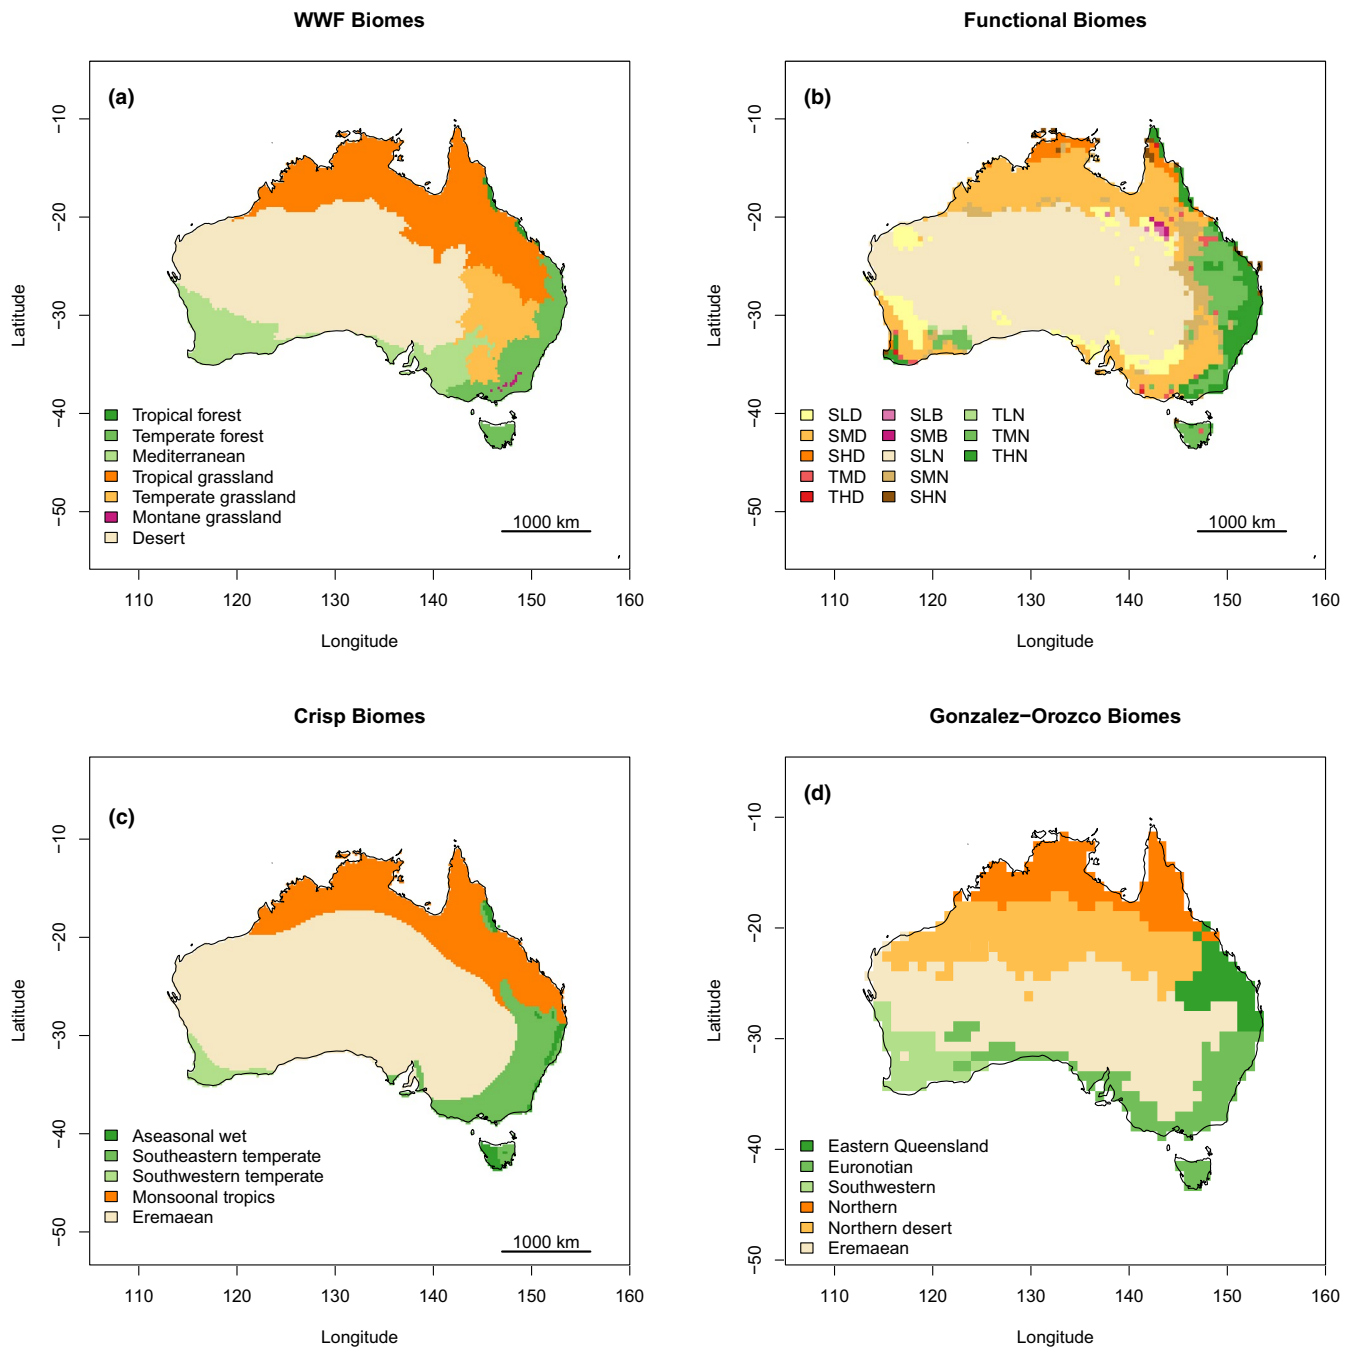 WWF Biomes
(a)
Latitude
−10
−20
−30
−40
−50
Tropical forest
Temperate forest
Mediterranean
Tropical grassland
Temperate grassland
Montane grassland
Desert
1000 km
110 120 130 140 150 160
Longitude
Functional Biomes
(b)
Latitude
−10
−20
−30
−40
−50
SLD SLB TLN
SMD SMB TMN
SHD SLN THN
TMD SMN
THD SHN
1000 km
110 120 130 140 150 160
Longitude
Crisp Biomes
(c)
Latitude
−10
−20
−30
−40
−50
Aseasonal wet
Southeastern temperate
Southwestern temperate
Monsoonal tropics
Eremaean
1000 km
110 120 130 140 150 160
Longitude
Gonzalez−Orozco Biomes
(d)
Latitude
−10
−20
−30
−40
−50
Eastern Queensland
Euronotian
Southwestern
Northern
Northern desert
Eremaean
110 120 130 140 150 160
Longitude